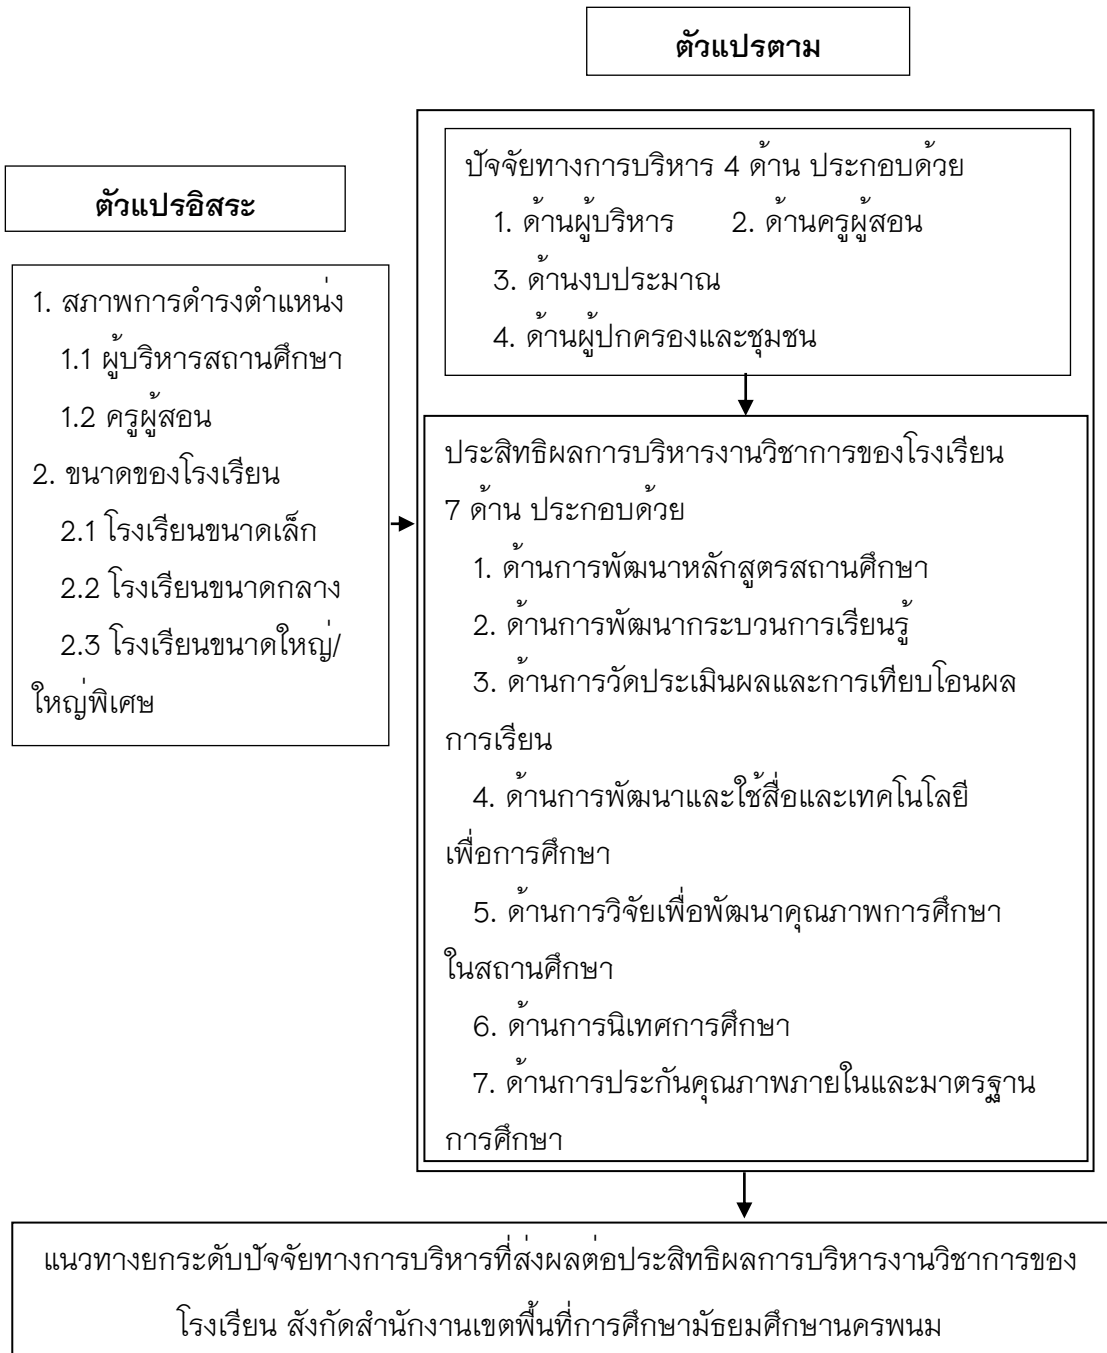 ตัวแปรตาม
ตัวแปรอิสระ
1. สภาพการดำรงตำแหน่ง
1.1 ผู้บริหารสถานศึกษา
1.2 ครูผู้สอน
2. ขนาดของโรงเรียน
2.1 โรงเรียนขนาดเล็ก
2.2 โรงเรียนขนาดกลาง
2.3 โรงเรียนขนาดใหญ่/
ใหญ่พิเศษ
ปัจจัยทางการบริหาร 4 ด้าน ประกอบด้วย
1. ด้านผู้บริหาร 2. ด้านครูผู้สอน
3. ด้านงบประมาณ
4. ด้านผู้ปกครองและชุมชน
ประสิทธิผลการบริหารงานวิชาการของโรงเรียน
7 ด้าน ประกอบด้วย
1. ด้านการพัฒนาหลักสูตรสถานศึกษา
2. ด้านการพัฒนากระบวนการเรียนรู้
3. ด้านการวัดประเมินผลและการเทียบโอนผล
การเรียน
4. ด้านการพัฒนาและใช้สื่อและเทคโนโลยี
เพื่อการศึกษา
5. ด้านการวิจัยเพื่อพัฒนาคุณภาพการศึกษา
ในสถานศึกษา
6. ด้านการนิเทศการศึกษา
7. ด้านการประกันคุณภาพภายในและมาตรฐาน
การศึกษา
แนวทางยกระดับปัจจัยทางการบริหารที่ส่งผลต่อประสิทธิผลการบริหารงานวิชาการของ
โรงเรียน สังกัดสำนักงานเขตพื้นที่การศึกษามัธยมศึกษานครพนม